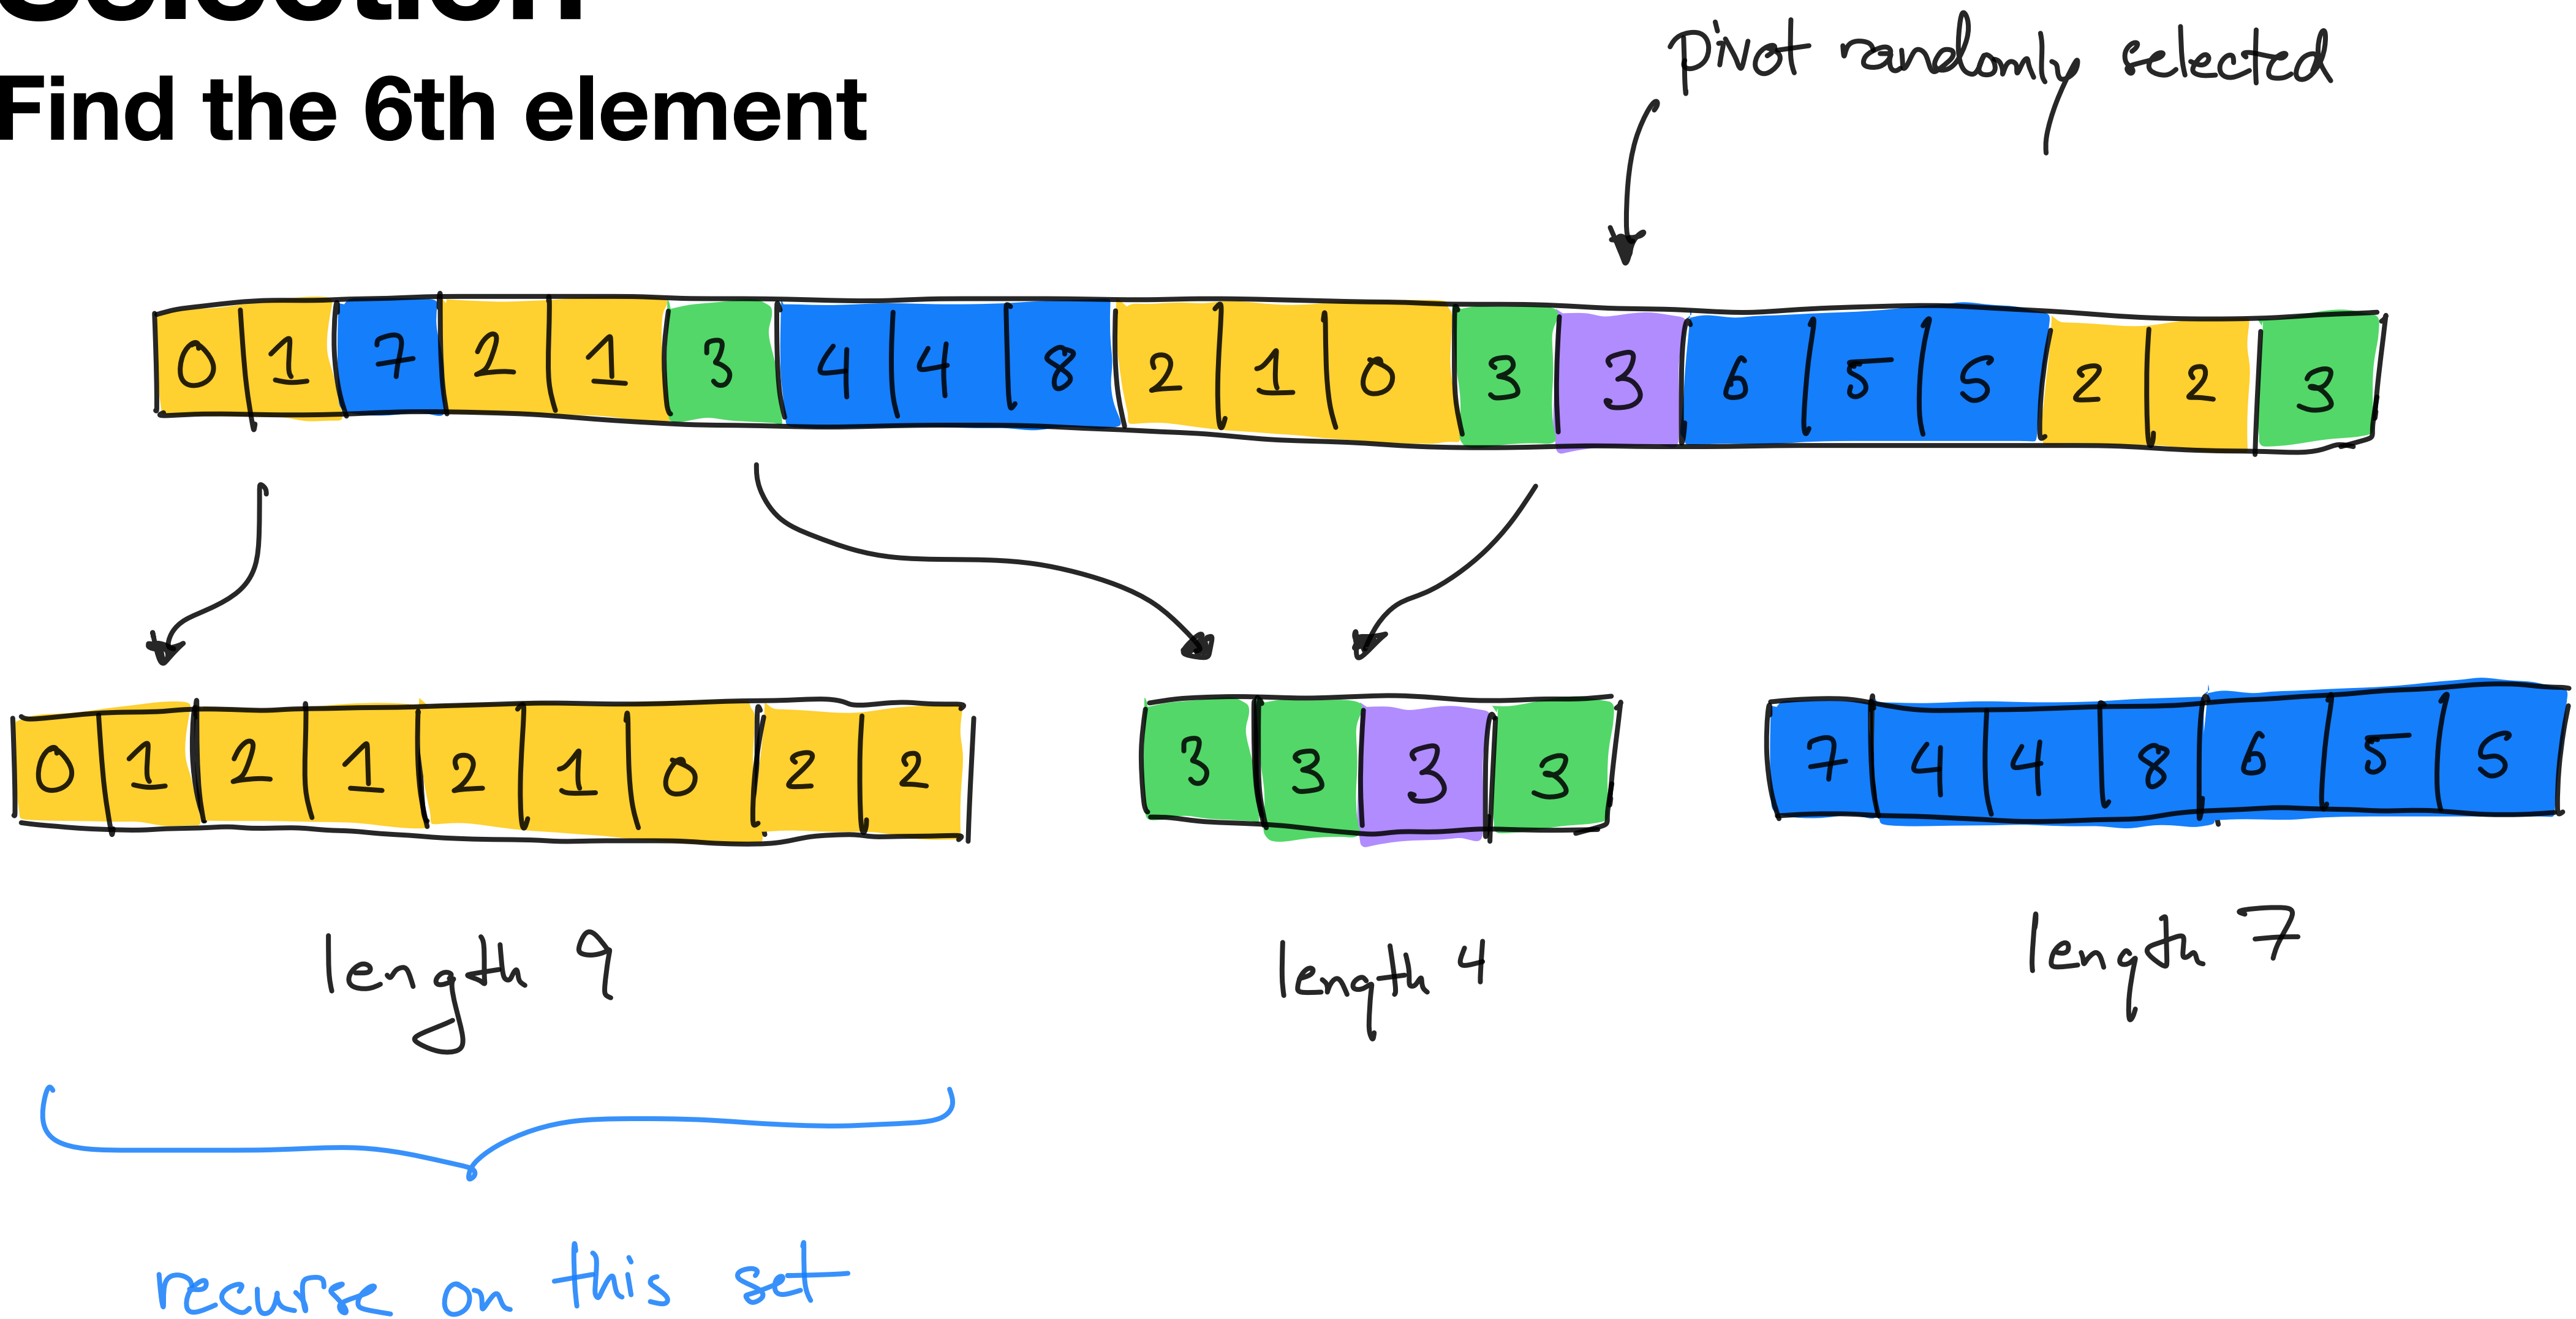 Selection
Find the 6th element
pivot randomly selected
0 1 7 2 1 3 4 4 8 2 1 0 3 3 6 5 5 2 2 3
0 1 2 1 2 1 0 2 2
3 3 3 3
7 4 4 8 6 5 5
length 9
length 4
length 7
recurse on this set